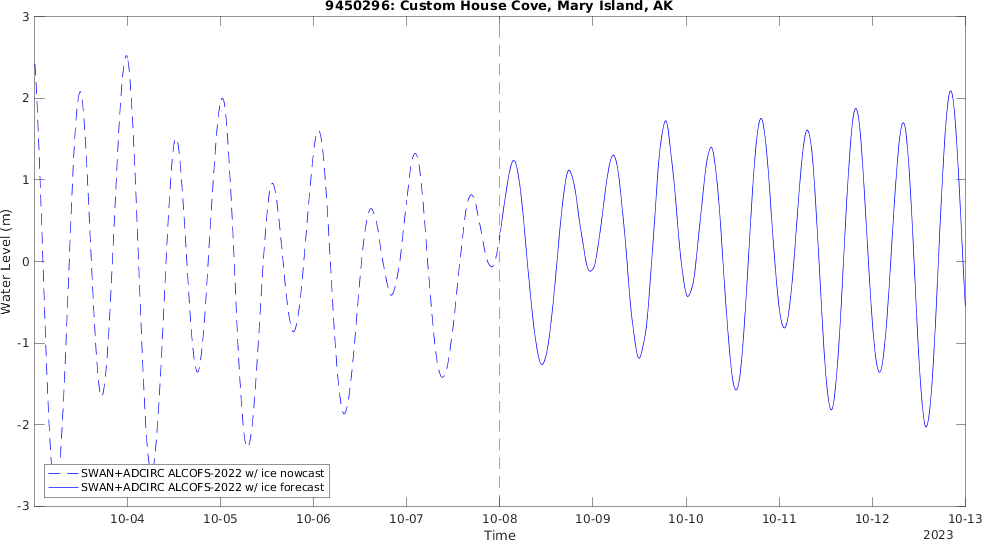 9450296: Custom House Cove, Mary Island, AK
Water Level (m)
3
2
1
0
-1
-2
-3
SWAN+ADCIRC ALCOFS-2022 w/ ice nowcast
SWAN+ADCIRC ALCOFS-2022 w/ ice forecast
10-04 10-05 10-06 10-07 10-08 10-09 10-10 10-11 10-12 10-13
Time
2023